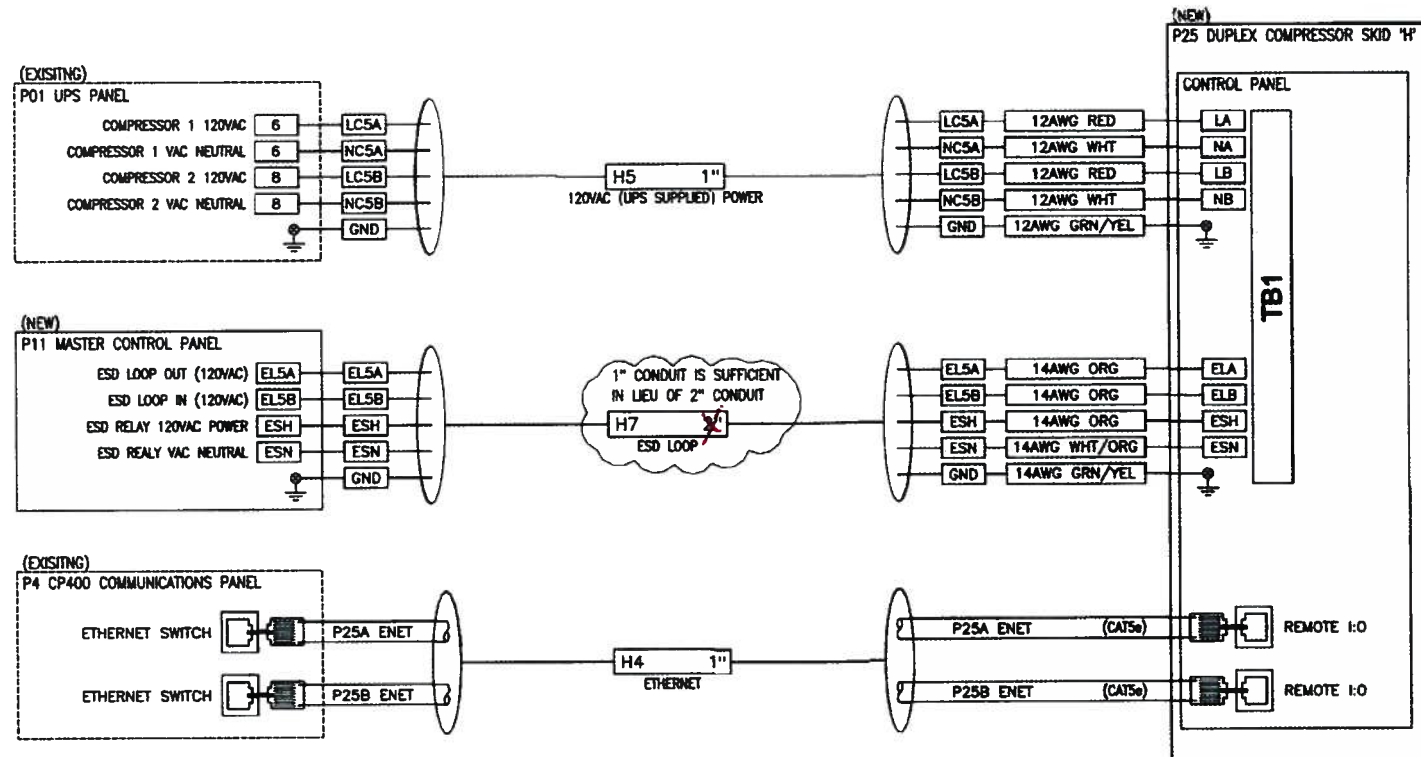 (NEW)
P25 DUPLEX COMPRESSOR SKID "H"
CONTROL PANEL
(EXISITNG)
P01 UPS PANEL
COMPRESSOR 1 120VAC 6 LC5A
COMPRESSOR 1 VAC NEUTRAL 6 NC5A
COMPRESSOR 2 120VAC 8 LC5B
COMPRESSOR 2 VAC NEUTRAL 8 NC5B
GND
H5 1"
120VAC (UPS SUPPLIED) POWER
LC5A 12AWG RED LA
NC5A 12AWG WHT NA
LC5B 12AWG RED LB
NC5B 12AWG WHT NB
GND 12AWG GRN/YEL
TB1
(NEW)
P11 MASTER CONTROL PANEL
ESD LOOP OUT (120VAC) EL5A EL5A
ESD LOOP IN (120VAC) EL5B EL5B
ESD RELAY 120VAC POWER ESH ESH
ESD REALY VAC NEUTRAL ESN ESN
GND
1" CONDUIT IS SUFFICIENT
IN LIEU OF 2" CONDUIT
H7
ESD LOOP
EL5A 14AWG ORG ELA
EL5B 14AWG ORG ELB
ESH 14AWG ORG ESH
ESN 14AWG WHT/ORG ESN
GND 14AWG GRN/YEL
(EXISITNG)
P4 CP400 COMMUNICATIONS PANEL
ETHERNET SWITCH P25A ENET
ETHERNET SWITCH P25B ENET
H4 1"
ETHERNET
P25A ENET (CAT5e) REMOTE I:O
P25B ENET (CAT5e) REMOTE I:O